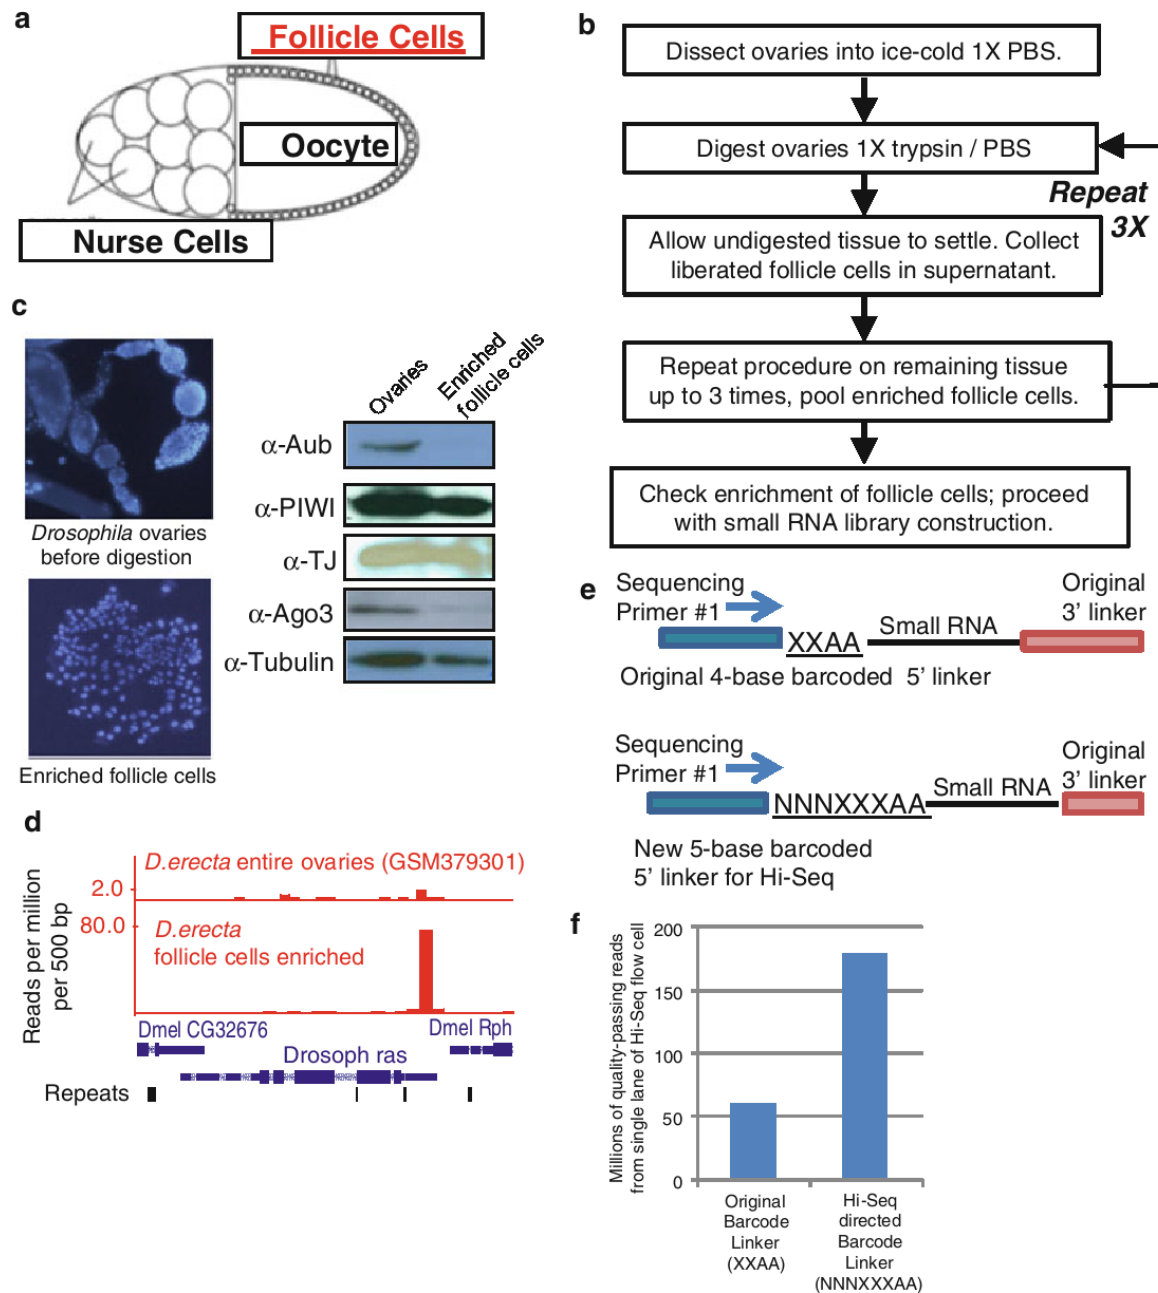 a
Follicle Cells
Oocyte
Nurse Cells
b
Dissect ovaries into ice-cold 1X PBS.
Digest ovaries 1X trypsin / PBS
Repeat
3X
Allow undigested tissue to settle. Collect
liberated follicle cells in supernatant.
Repeat procedure on remaining tissue
up to 3 times, pool enriched follicle cells.
Check enrichment of follicle cells; proceed
with small RNA library construction.
c
Drosophila ovaries
before digestion
Enriched follicle cells
Ovaries
Enriched
follicle cells
α-Aub
α-PIWI
α-TJ
α-Ago3
α-Tubulin
d
Reads per million
per 500 bp
D.erecta entire ovaries (GSM379301)
2.0
80.0
D.erecta
follicle cells enriched
Dmel CG32676
Dmel Rph
Drosoph ras
Repeats
e
Sequencing
Primer #1
XXAA
Small RNA
Original
3' linker
Original 4-base barcoded 5' linker
Sequencing
Primer #1
NNNXXXAA
Small RNA
Original
3' linker
New 5-base barcoded
5' linker for Hi-Seq
f
Millions of quality-passing reads
from single lane of Hi-Seq flow cell
200
150
100
50
0
Original
Barcode
Linker
(XXAA)
Hi-Seq
directed
Barcode
Linker
(NNNXXXAA)